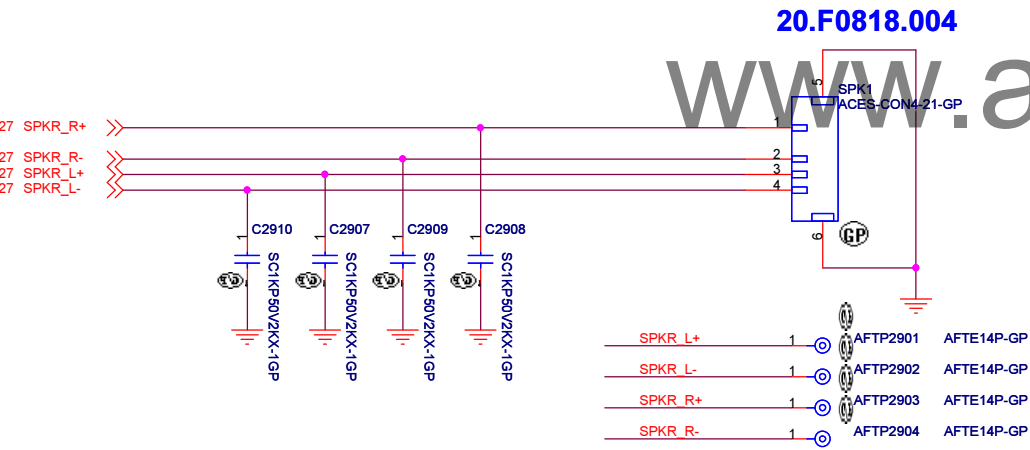 20.F0818.004
www.a
5
SPK1
ACES-CON4-21-GP
27 SPKR_R+ 1
27 SPKR_R- 2
27 SPKR_L+ 3
27 SPKR_L- 4
6 GP
1 C2910 1 C2907 1 C2909 1 C2908
SC1KP50V2KX-1GP SC1KP50V2KX-1GP SC1KP50V2KX-1GP SC1KP50V2KX-1GP
SPKR_L+ 1 AFTP2901 AFTE14P-GP
SPKR_L- 1 AFTP2902 AFTE14P-GP
SPKR_R+ 1 AFTP2903 AFTE14P-GP
SPKR_R- 1 AFTP2904 AFTE14P-GP